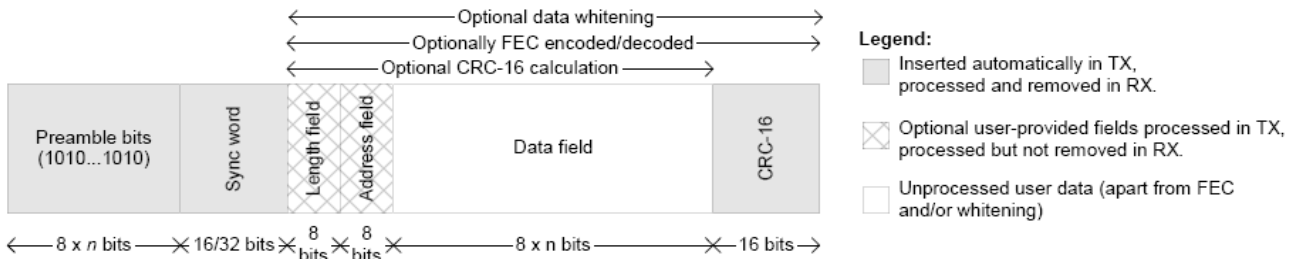 Optional data whitening
Optionally FEC encoded/decoded
Optional CRC-16 calculation
Preamble bits
(1010...1010)
Sync word
Length field
Address field
Data field
CRC-16
8 x n bits
16/32 bits
8
bits
8
bits
8 x n bits
16 bits
Legend:
Inserted automatically in TX,
processed and removed in RX.
Optional user-provided fields processed in TX,
processed but not removed in RX.
Unprocessed user data (apart from FEC
and/or whitening)